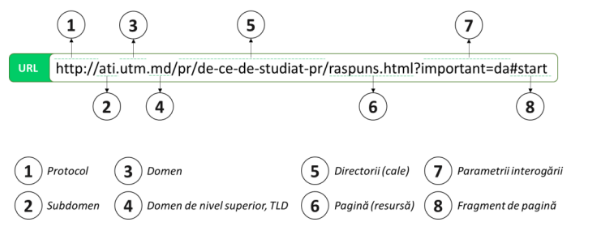 1 3 5 7
URL http://ati.utm.md/pr/de-ce-de-studiat-pr/raspuns.html?important=da#start
2 4 6 8
1 Protocol 3 Domen 5 Directorii (cale) 7 Parametrii interogării
2 Subdomen 4 Domen de nivel superior, TLD 6 Pagină (resursă) 8 Fragment de pagină